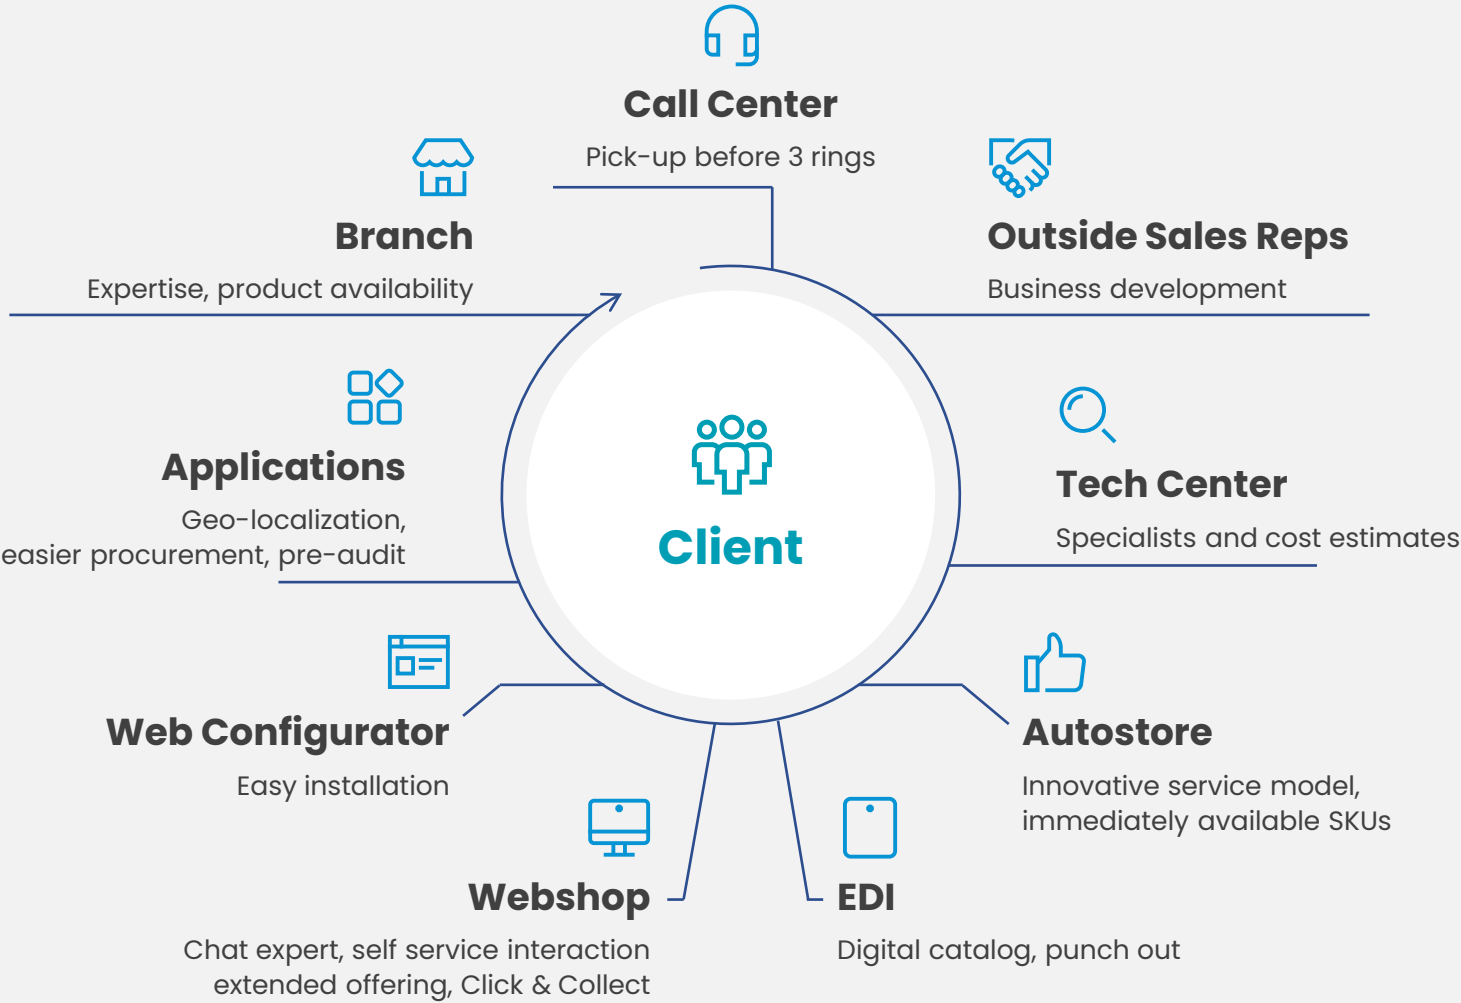 Call Center
Pick-up before 3 rings
Branch
Expertise, product availability
Outside Sales Reps
Business development
Applications
Geo-localization,
easier procurement, pre-audit
Client
Tech Center
Specialists and cost estimates
Web Configurator
Easy installation
Autostore
Innovative service model,
immediately available SKUs
Webshop
Chat expert, self service interaction
extended offering, Click & Collect
EDI
Digital catalog, punch out